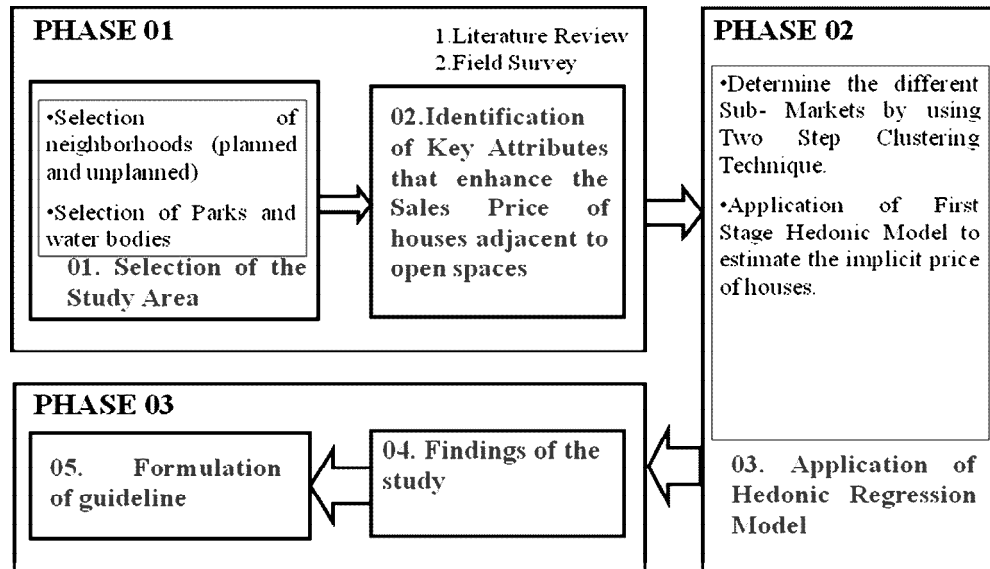 PHASE 01
1.Literature Review
2.Field Survey
•Selection of
neighborhoods (planned
and unplanned)
•Selection of Parks and
water bodies
01. Selection of the
Study Area
02.Identification
of Key Attributes
that enhance the
Sales Price of
houses adjacent to
open spaces
PHASE 02
•Determine the different
Sub- Markets by using
Two Step Clustering
Technique.
•Application of First
Stage Hedonic Model to
estimate the implicit price
of houses.
03. Application of
Hedonic Regression
Model
PHASE 03
04. Findings of the
study
05. Formulation
of guideline